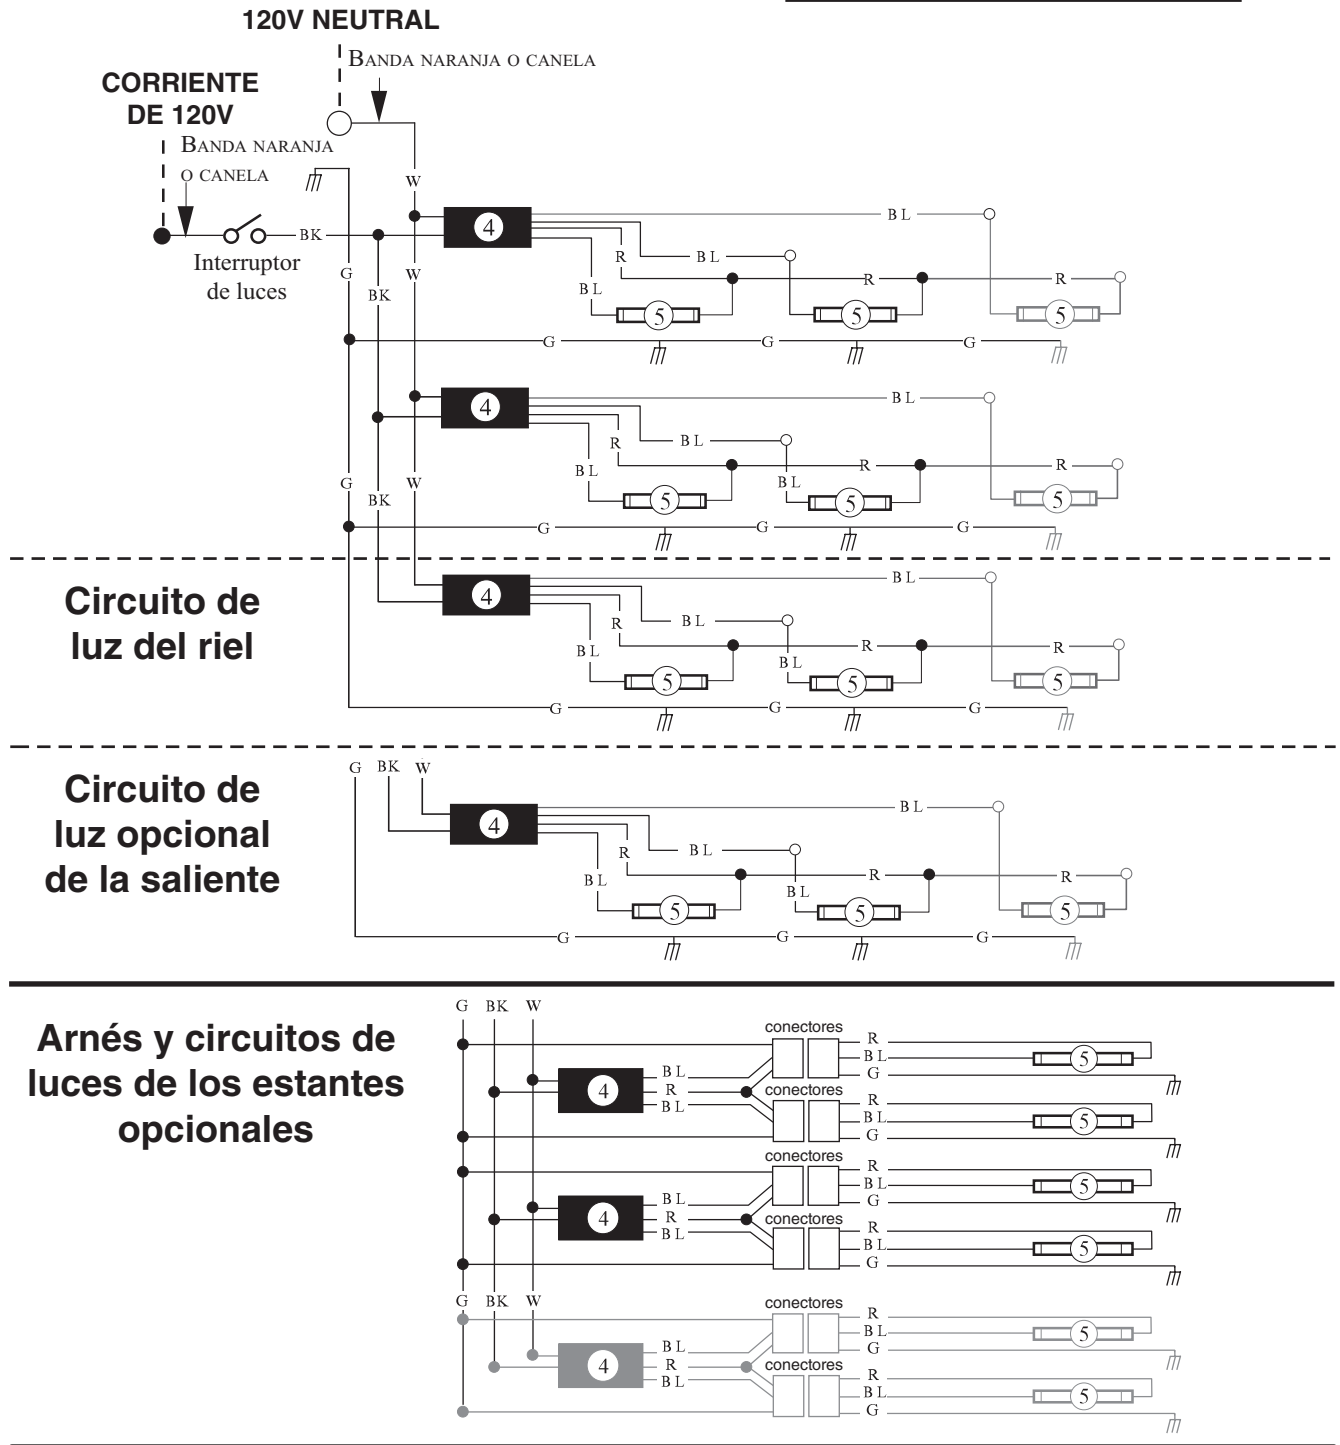 120V NEUTRAL
BANDA NARANJA O CANELA
CORRIENTE
DE 120V
BANDA NARANJA
O CANELA
W
BK
Interruptor
de luces
4
BL
R
BL
R
R
BL
5
5
5
G
W
BK
G
G
G
4
BL
R
BL
R
R
BL
BL
5
5
5
G
W
BK
G
G
G
Circuito de
luz del riel
4
BL
R
BL
R
R
BL
BL
5
5
5
G
G
G
Circuito de
luz opcional
de la saliente
G BK W
4
BL
R
BL
R
R
BL
BL
5
5
5
G
G
G
Arnés y circuitos de
luces de los estantes
opcionales
G BK W
conectores
R
BL
G
5
4
BL
R
BL
conectores
R
BL
G
5
conectores
R
BL
G
5
4
BL
R
BL
conectores
R
BL
G
5
G BK W
conectores
R
BL
G
5
4
BL
R
BL
conectores
R
BL
G
5